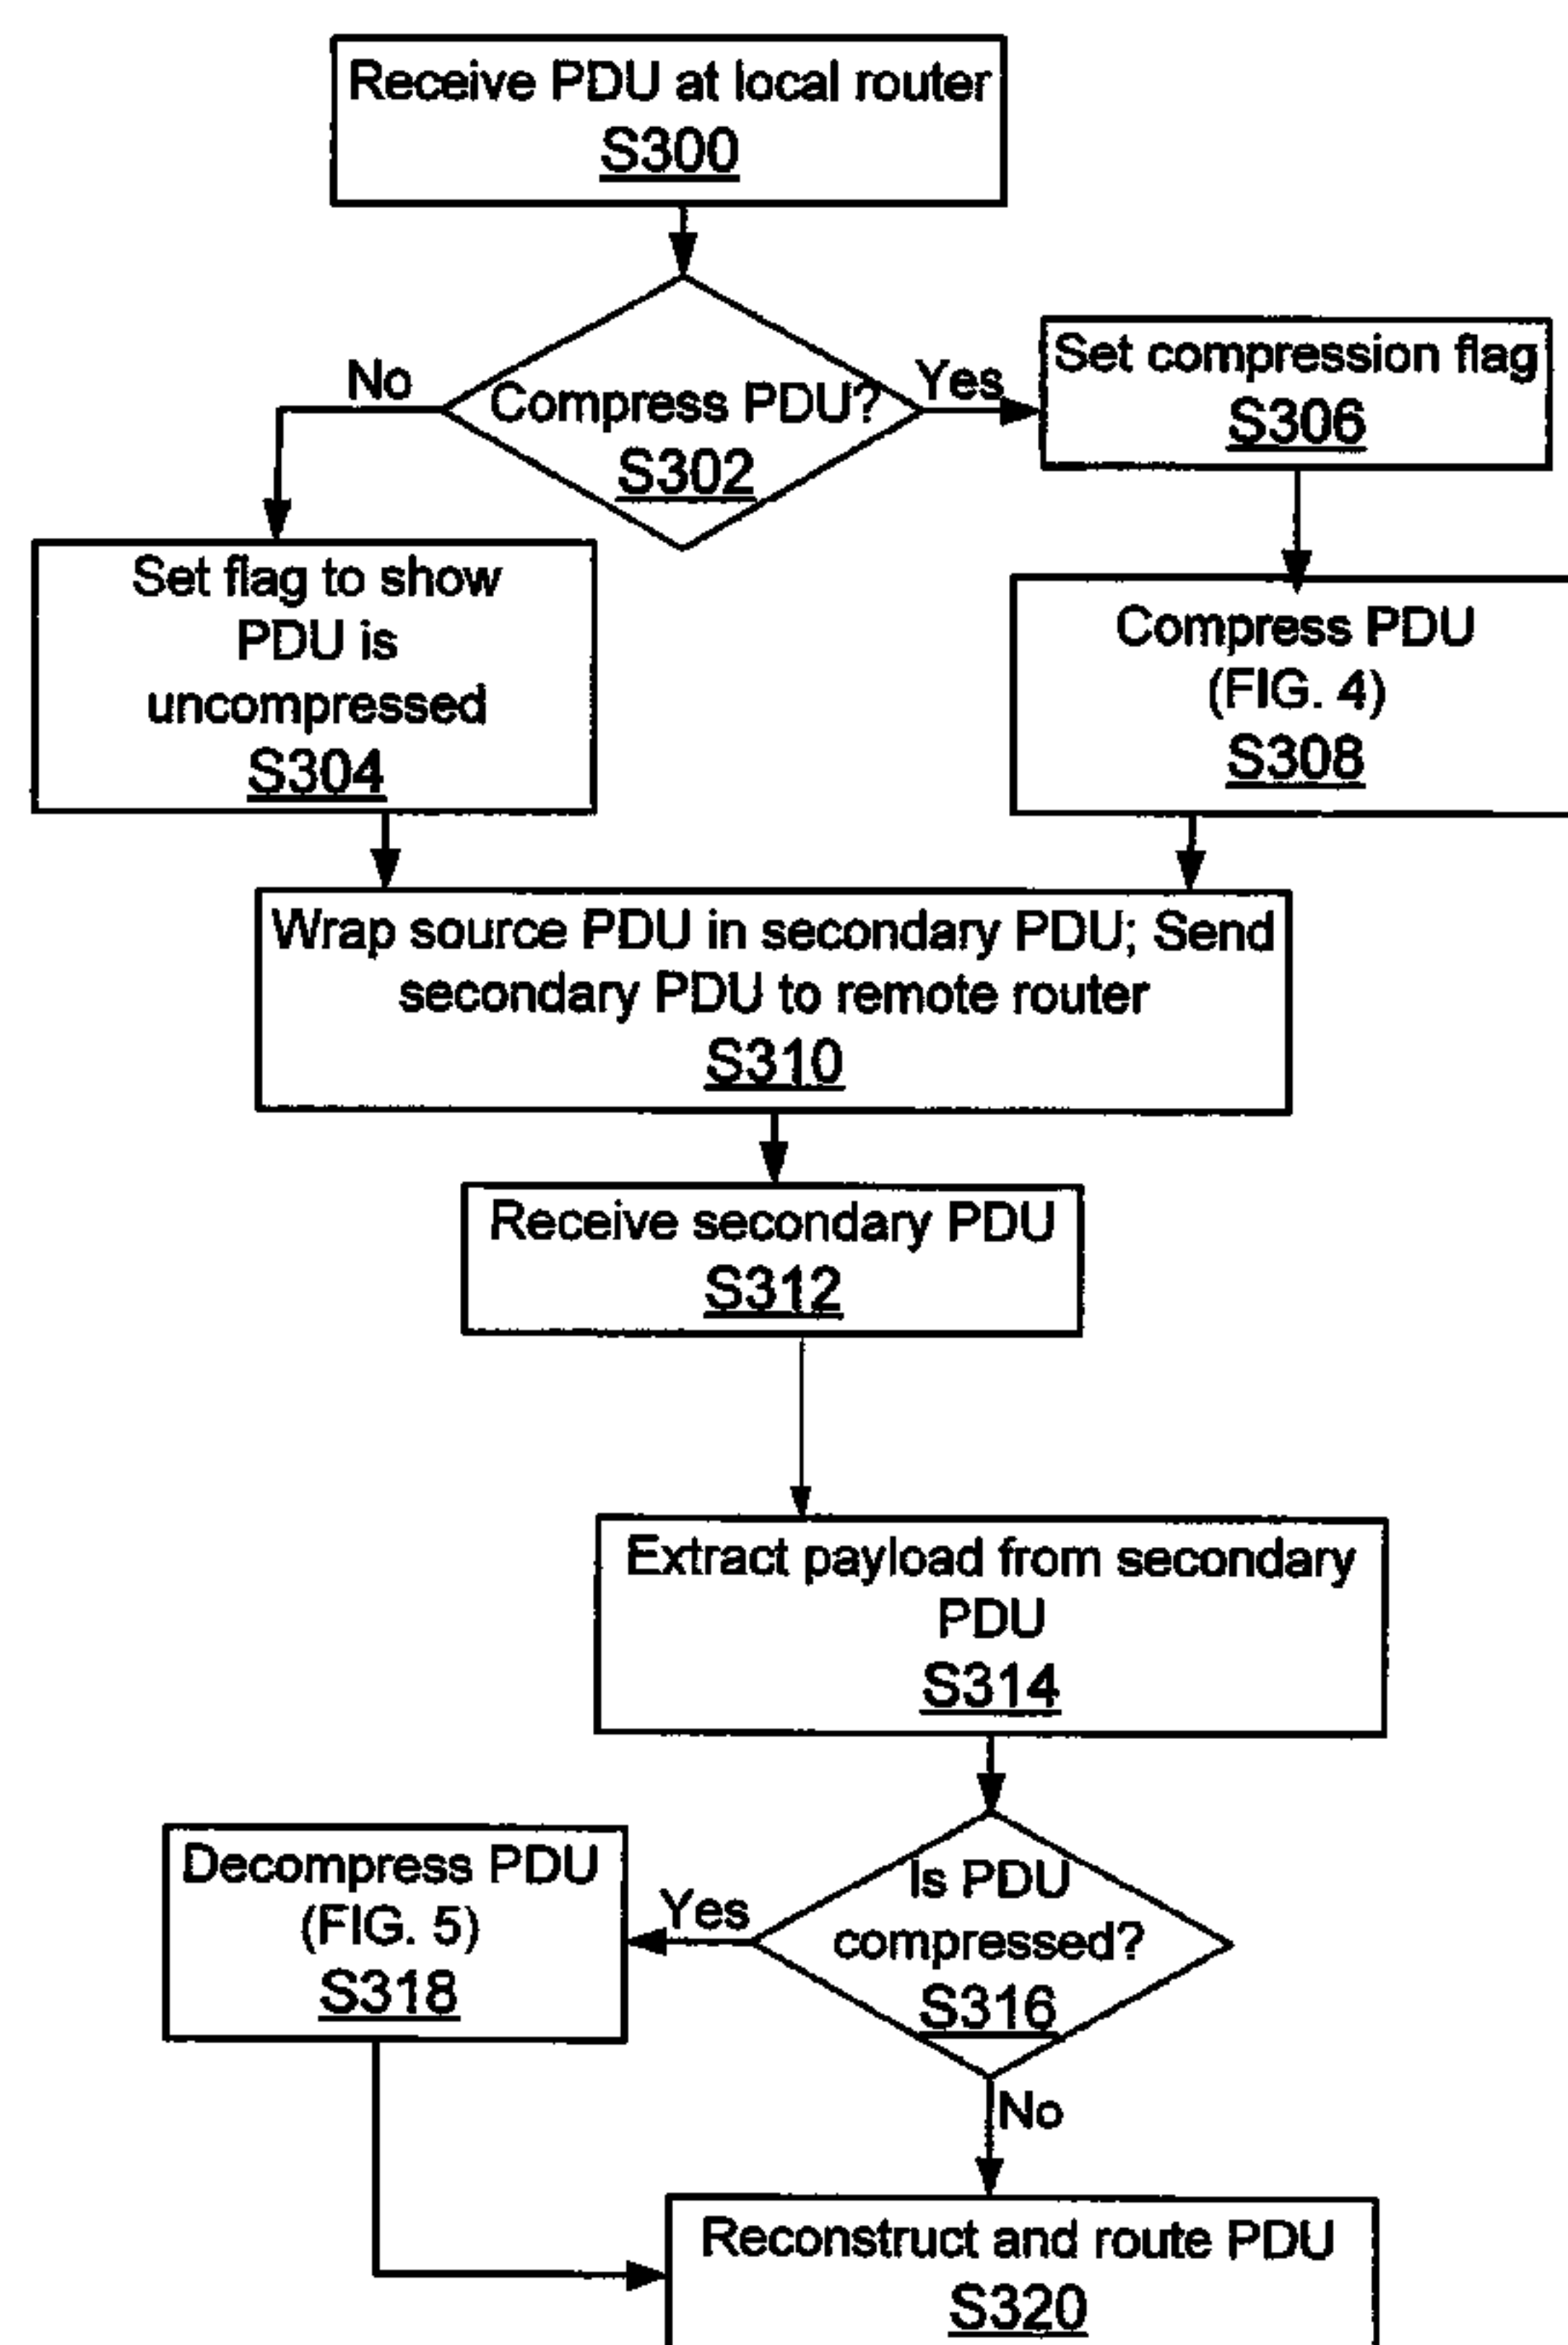 Receive PDU at local router
S300
No
Compress PDU?
Yes
S302
Set compression flag
S306
Set flag to show
PDU is
uncompressed
S304
Compress PDU
(FIG. 4)
S308
Wrap source PDU in secondary PDU; Send
secondary PDU to remote router
S310
Receive secondary PDU
S312
Extract payload from secondary
PDU
S314
Is PDU
compressed?
S316
Yes
Decompress PDU
(FIG. 5)
S318
No
Reconstruct and route PDU
S320